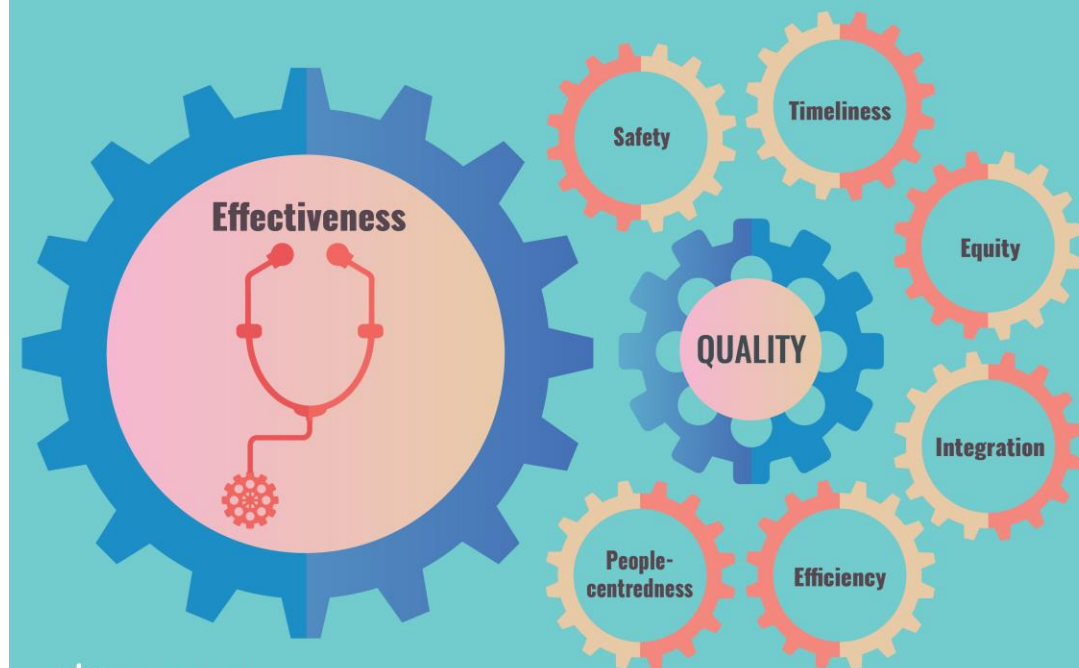 Effectiveness
Safety
Timeliness
Equity
QUALITY
Integration
People-
centredness
Efficiency